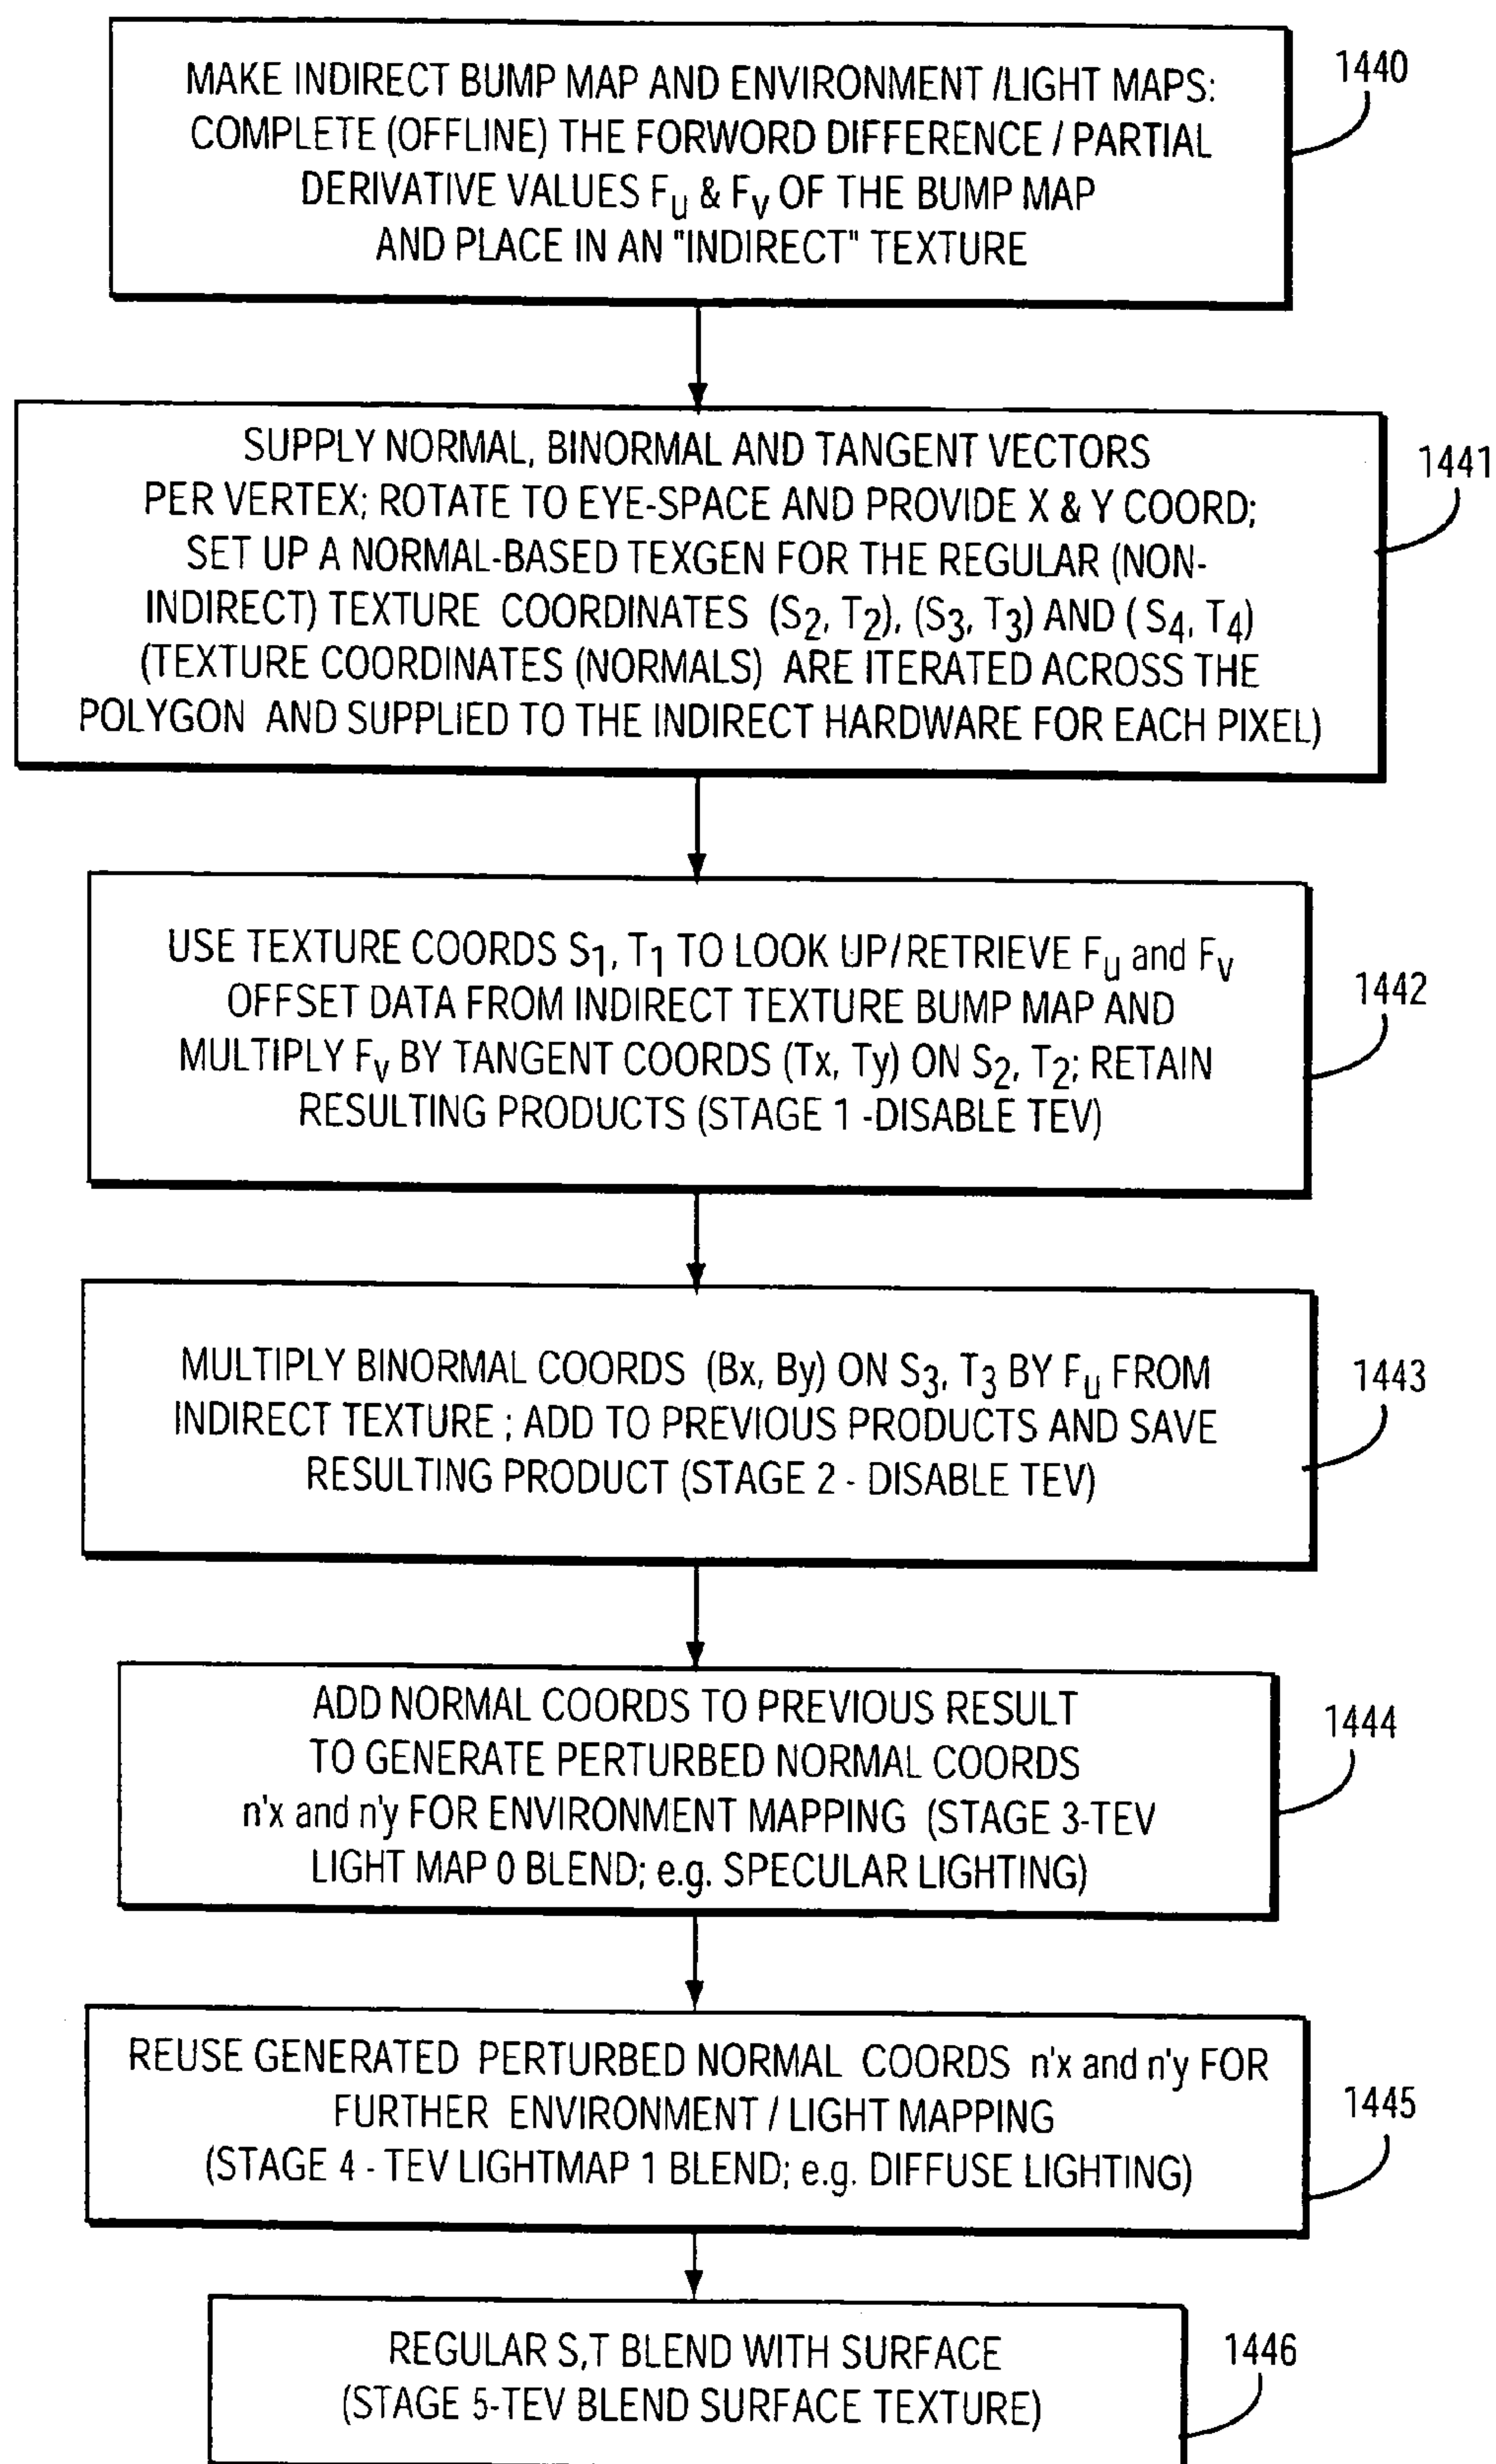 MAKE INDIRECT BUMP MAP AND ENVIRONMENT /LIGHT MAPS:
COMPLETE (OFFLINE) THE FORWORD DIFFERENCE / PARTIAL
DERIVATIVE VALUES Fu & Fv OF THE BUMP MAP
AND PLACE IN AN "INDIRECT" TEXTURE
1440
SUPPLY NORMAL, BINORMAL AND TANGENT VECTORS
PER VERTEX; ROTATE TO EYE-SPACE AND PROVIDE X & Y COORD;
SET UP A NORMAL-BASED TEXGEN FOR THE REGULAR (NON-
INDIRECT) TEXTURE COORDINATES (S2, T2), (S3, T3) AND ( S4, T4)
(TEXTURE COORDINATES (NORMALS) ARE ITERATED ACROSS THE
POLYGON AND SUPPLIED TO THE INDIRECT HARDWARE FOR EACH PIXEL)
1441
USE TEXTURE COORDS S1, T1 TO LOOK UP/RETRIEVE Fu and Fv
OFFSET DATA FROM INDIRECT TEXTURE BUMP MAP AND
MULTIPLY Fv BY TANGENT COORDS (Tx, Ty) ON S2, T2; RETAIN
RESULTING PRODUCTS (STAGE 1 -DISABLE TEV)
1442
MULTIPLY BINORMAL COORDS (Bx, By) ON S3, T3 BY Fu FROM
INDIRECT TEXTURE ; ADD TO PREVIOUS PRODUCTS AND SAVE
RESULTING PRODUCT (STAGE 2 - DISABLE TEV)
1443
ADD NORMAL COORDS TO PREVIOUS RESULT
TO GENERATE PERTURBED NORMAL COORDS
n'x and n'y FOR ENVIRONMENT MAPPING (STAGE 3-TEV
LIGHT MAP 0 BLEND; e.g. SPECULAR LIGHTING)
1444
REUSE GENERATED PERTURBED NORMAL COORDS n'x and n'y FOR
FURTHER ENVIRONMENT / LIGHT MAPPING
(STAGE 4 - TEV LIGHTMAP 1 BLEND; e.g. DIFFUSE LIGHTING)
1445
REGULAR S,T BLEND WITH SURFACE
(STAGE 5-TEV BLEND SURFACE TEXTURE)
1446